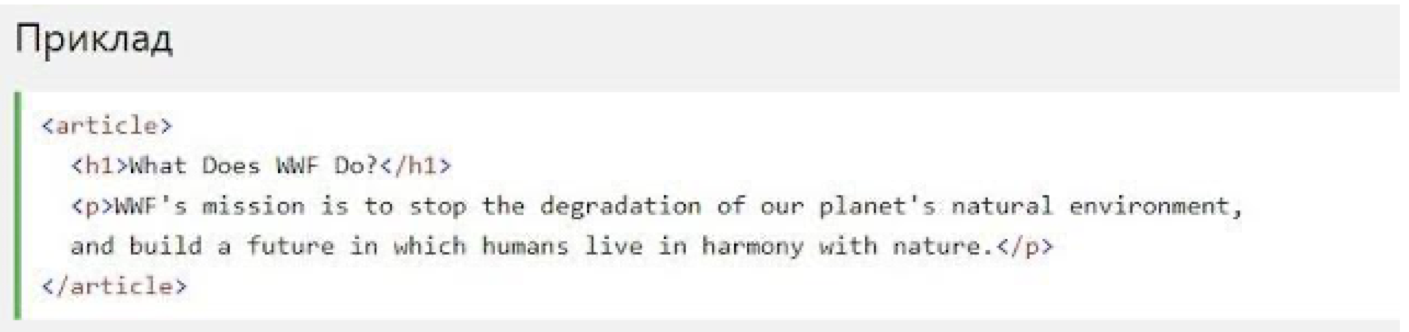 Приклад
<article>
<h1>What Does WWF Do?</h1>
<p>WWF's mission is to stop the degradation of our planet's natural environment,
and build a future in which humans live in harmony with nature.</p>
</article>